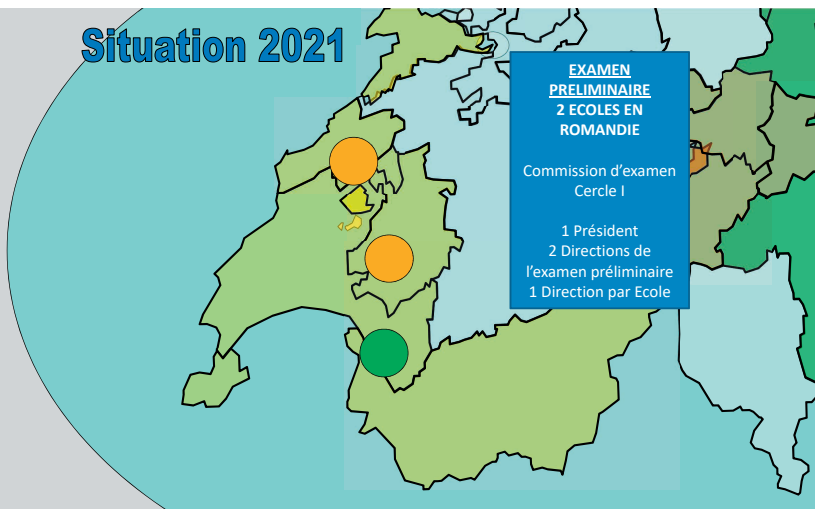 Situation 2021
EXAMEN
PRELIMINAIRE
2 ECOLES EN
ROMANDIE
Commission d'examen
Cercle I
1 Président
2 Directions de
l'examen préliminaire
1 Direction par Ecole